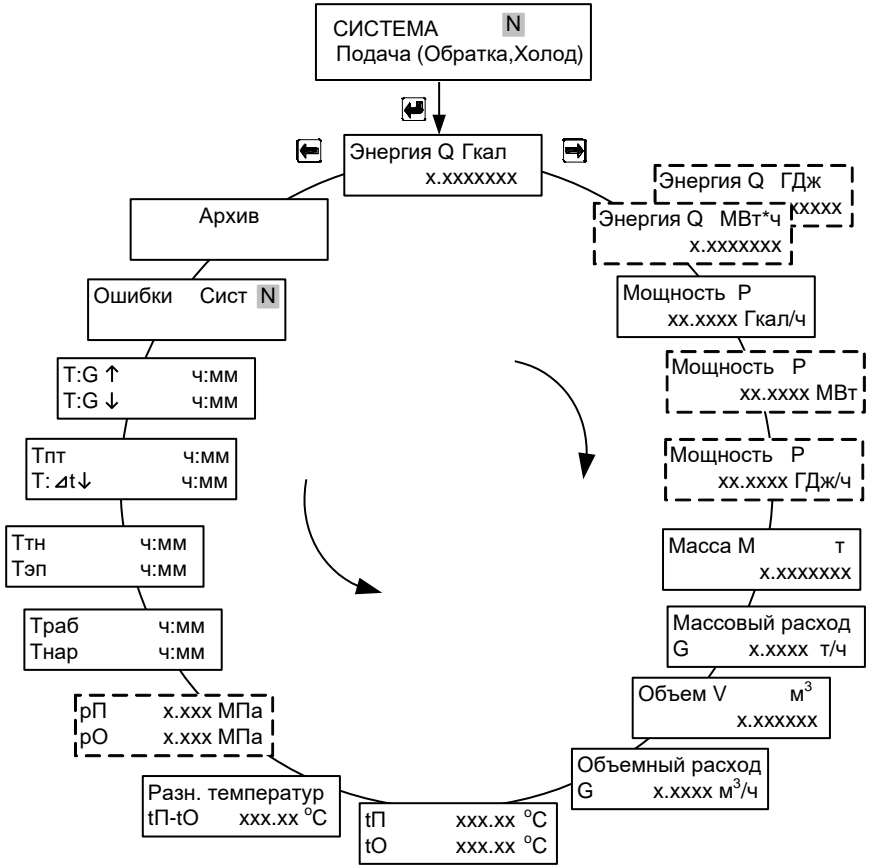 СИСТЕМА N
Подача (Обратка,Холод)
Энергия Q Гкал
x.xxxxxxx
Энергия Q ГДж
xxxxx
Энергия Q МВт*ч
x.xxxxxxx
Мощность P
xx.xxxx Гкал/ч
Мощность P
xx.xxxx МВт
Мощность P
xx.xxxx ГДж/ч
Масса М т
x.xxxxxxx
Массовый расход
G x.xxxx т/ч
Объем V м³
x.xxxxxx
Объемный расход
G x.xxxx м³/ч
tП xxx.xx °C
tО xxx.xx °C
Разн. температур
tП-tО xxx.xx °C
рП x.xxx МПа
рО x.xxx МПа
Траб ч:мм
Тнар ч:мм
Ттн ч:мм
Тэп ч:мм
Тпт ч:мм
Т: ⊿t↓ ч:мм
Т:G ↑ ч:мм
Т:G ↓ ч:мм
Ошибки Сист N
Архив